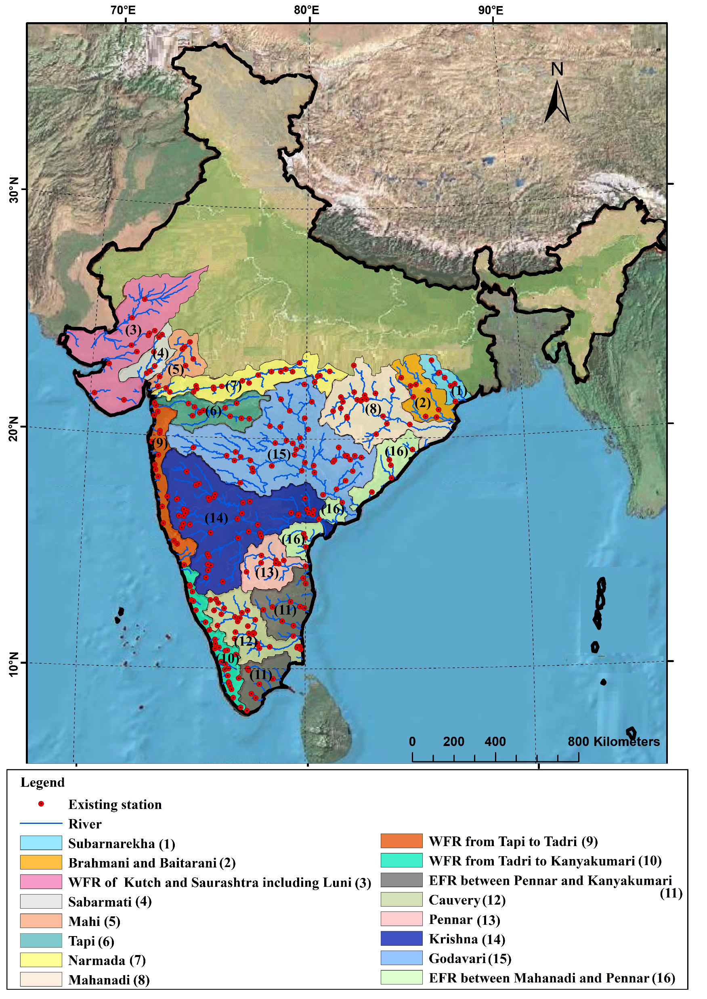 70°E 80°E 90°E
N
30°N
20°N
10°N
(3)
(4)
(5)
(7)
(1)
(2)
(6)
(8)
(9)
(15)
(16)
(14)
(16)
(16)
(13)
(11)
(12)
(10)
(11)
0 200 400 800 Kilometers
Legend
Existing station
River
Subarnarekha (1)
Brahmani and Baitarani (2)
WFR of Kutch and Saurashtra including Luni (3)
Sabarmati (4)
Mahi (5)
Tapi (6)
Narmada (7)
Mahanadi (8)
WFR from Tapi to Tadri (9)
WFR from Tadri to Kanyakumari (10)
EFR between Pennar and Kanyakumari
(11)
Cauvery (12)
Pennar (13)
Krishna (14)
Godavari (15)
EFR between Mahanadi and Pennar (16)